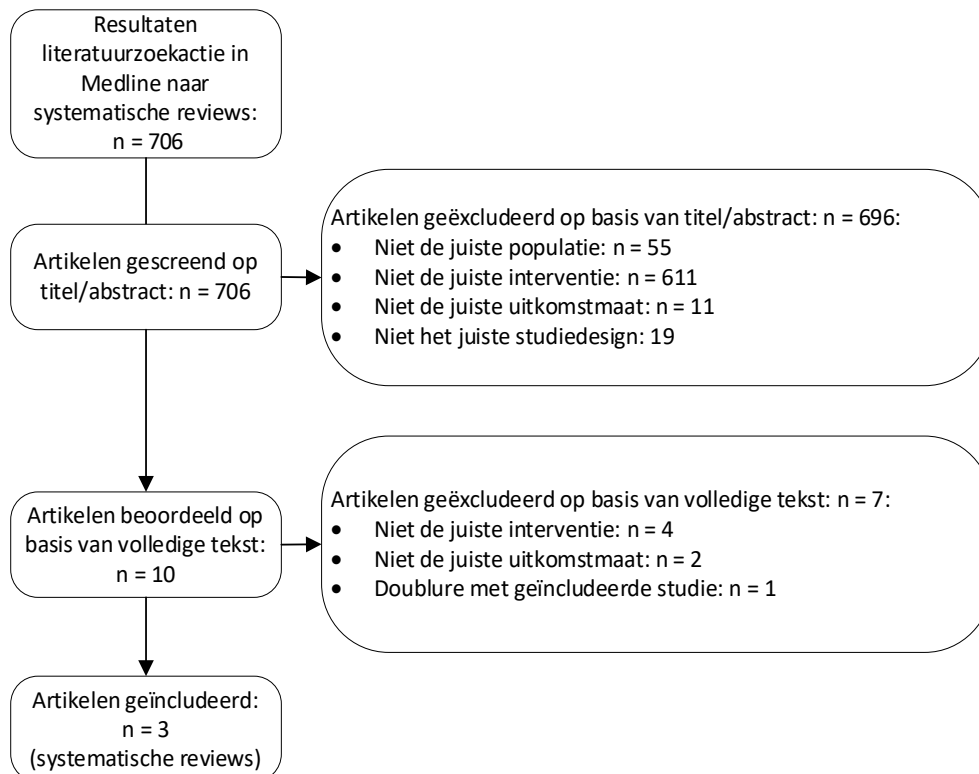 Resultaten
literatuurzoekactie in
Medline naar
systematische reviews:
n = 706
Artikelen gescreend op
titel/abstract: n = 706
Artikelen geëxcludeerd op basis van titel/abstract: n = 696:
• Niet de juiste populatie: n = 55
• Niet de juiste interventie: n = 611
• Niet de juiste uitkomstmaat: n = 11
• Niet het juiste studiedesign: 19
Artikelen beoordeeld op
basis van volledige tekst:
n = 10
Artikelen geëxcludeerd op basis van volledige tekst: n = 7:
• Niet de juiste interventie: n = 4
• Niet de juiste uitkomstmaat: n = 2
• Doublure met geïncludeerde studie: n = 1
Artikelen geïncludeerd:
n = 3
(systematische reviews)